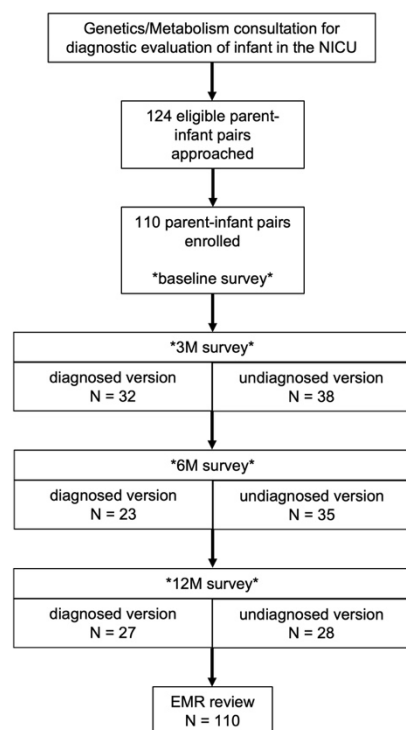 Genetics/Metabolism consultation for
diagnostic evaluation of infant in the NICU
124 eligible parent-
infant pairs
approached
110 parent-infant pairs
enrolled
*baseline survey*
*3M survey*
diagnosed version
N = 32
undiagnosed version
N = 38
*6M survey*
diagnosed version
N = 23
undiagnosed version
N = 35
*12M survey*
diagnosed version
N = 27
undiagnosed version
N = 28
EMR review
N = 110